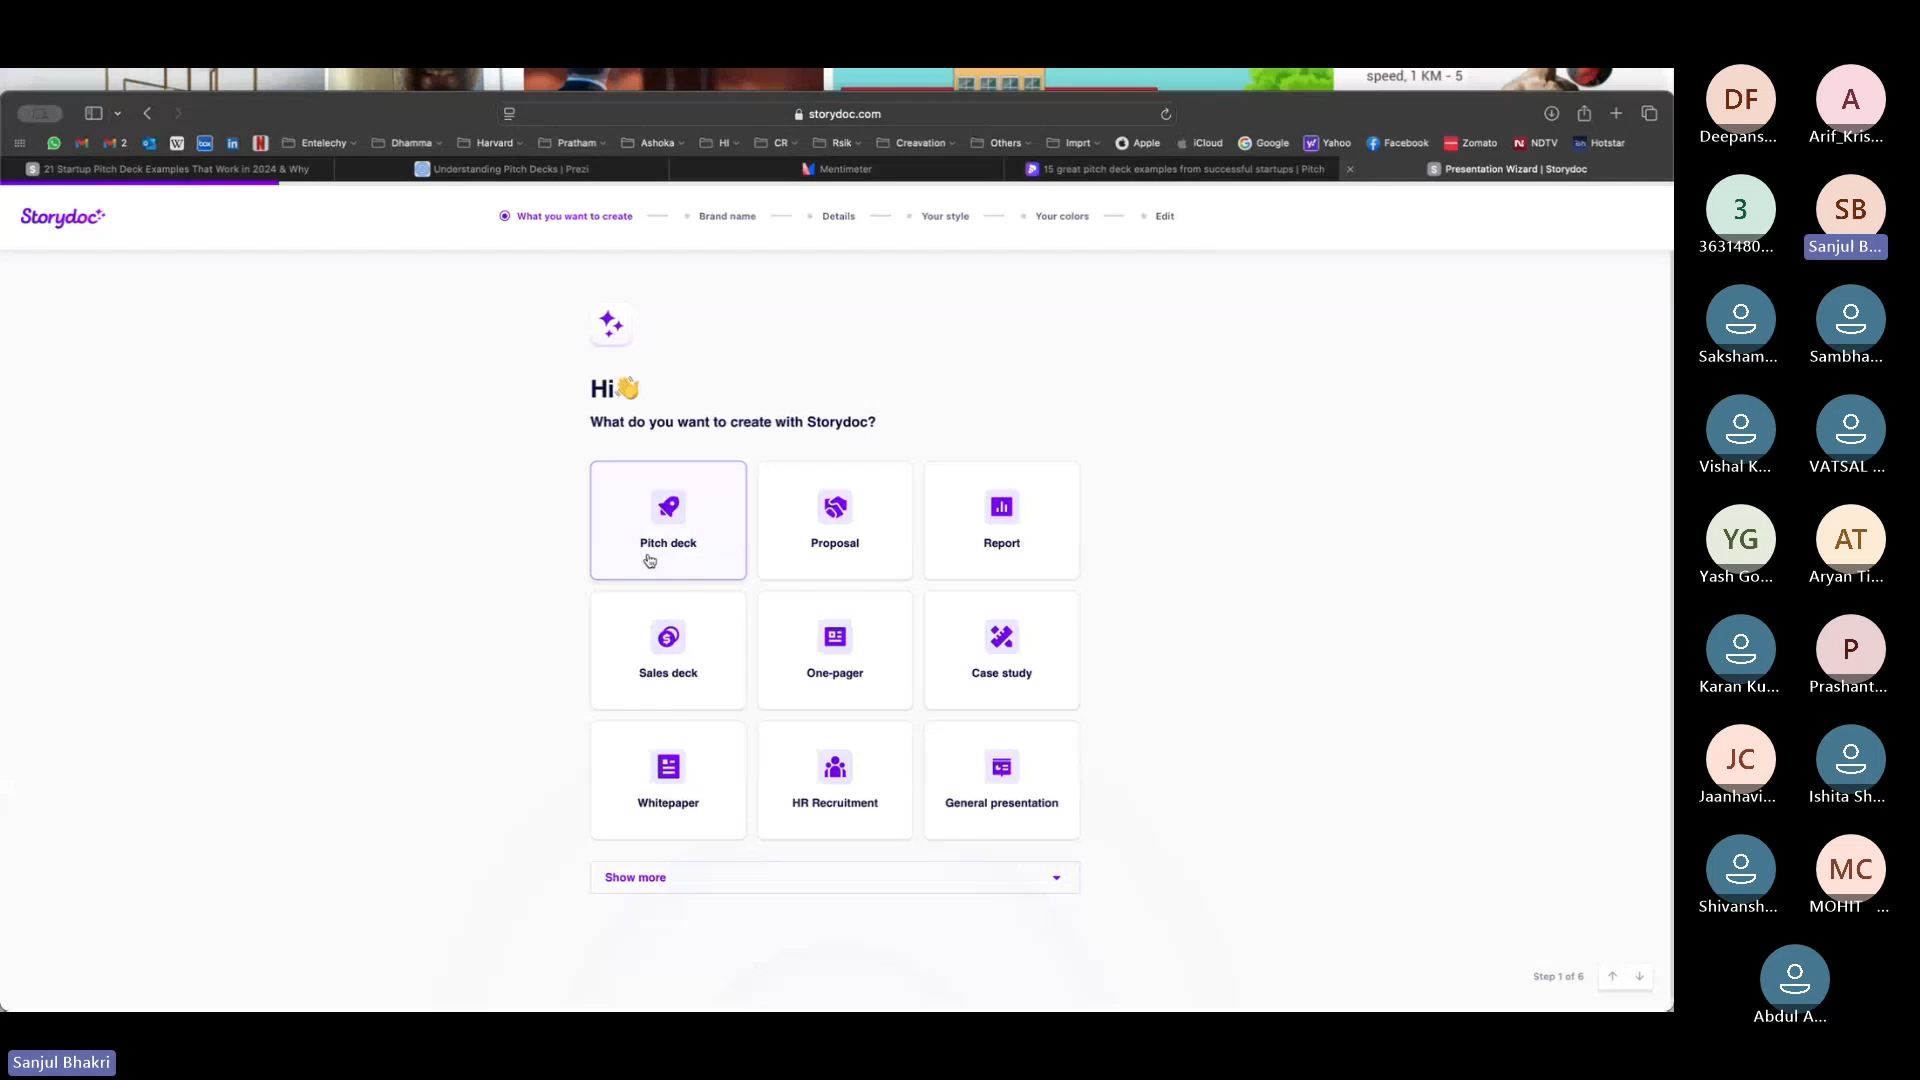 speed, 1 KM - 5
storydoc.com
2
Entelechy
Dhamma
Harvard
Pratham
Ashoka
HI
CR
Rsik
Creavation
Others
Imprt
Apple
iCloud
Google
Yahoo
Facebook
Zomato
NDTV
Hotstar
21 Startup Pitch Deck Examples That Work in 2024 & Why
Understanding Pitch Decks | Prezi
Mentimeter
15 great pitch deck examples from successful startups | Pitch
Presentation Wizard | Storydoc
Storydoc
What you want to create
Brand name
Details
Your style
Your colors
Edit
Hi👋
What do you want to create with Storydoc?
Pitch deck
Proposal
Report
Sales deck
One-pager
Case study
Whitepaper
HR Recruitment
General presentation
Show more
Step 1 of 6
DF
Deepans...
A
Arif_Kris...
3
3631480...
SB
Sanjul B...
Saksham...
Sambha...
Vishal K...
VATSAL ...
YG
Yash Go...
AT
Aryan Ti...
Karan Ku...
P
Prashant...
JC
Jaanhavi...
Ishita Sh...
Shivansh...
MC
MOHIT ...
Abdul A...
Sanjul Bhakri